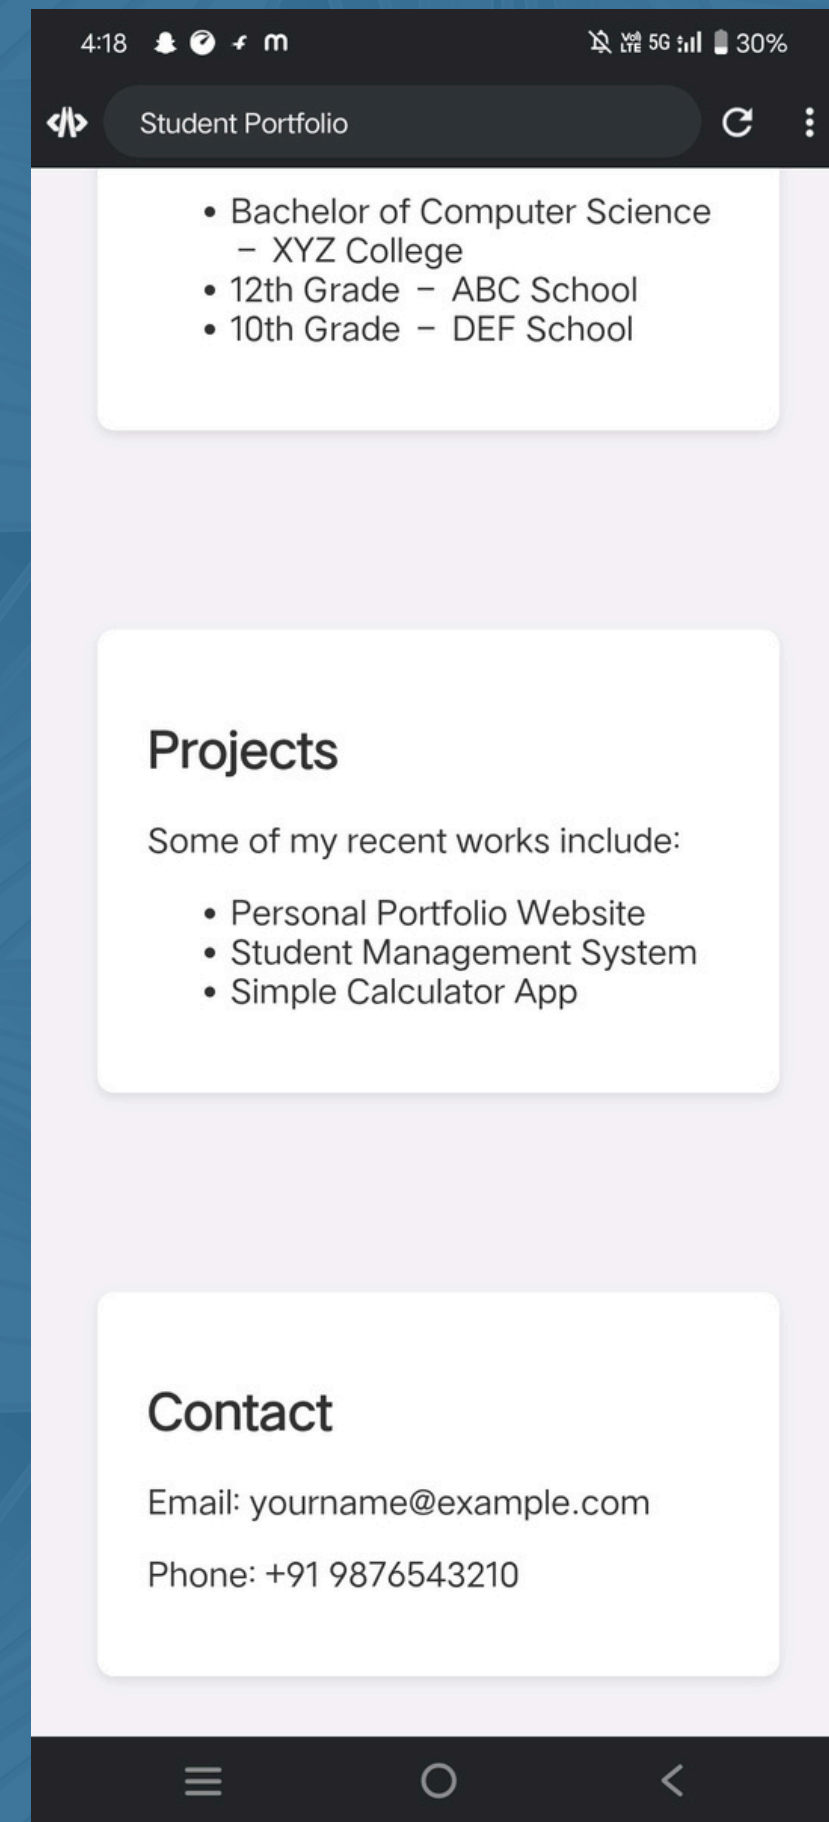 4:18 m VoLTE 5G 30%
Student Portfolio
• Bachelor of Computer Science
– XYZ College
• 12th Grade – ABC School
• 10th Grade – DEF School
Projects
Some of my recent works include:
• Personal Portfolio Website
• Student Management System
• Simple Calculator App
Contact
Email: yourname@example.com
Phone: +91 9876543210